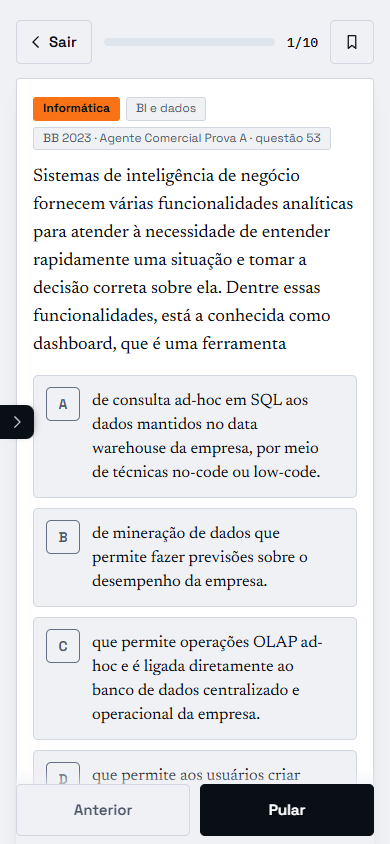 Sair
1/10
Informática
BI e dados
BB 2023 · Agente Comercial Prova A · questão 53
Sistemas de inteligência de negócio
fornecem várias funcionalidades analíticas
para atender à necessidade de entender
rapidamente uma situação e tomar a
decisão correta sobre ela. Dentre essas
funcionalidades, está a conhecida como
dashboard, que é uma ferramenta
A
de consulta ad-hoc em SQL aos
dados mantidos no data
warehouse da empresa, por meio
de técnicas no-code ou low-code.
B
de mineração de dados que
permite fazer previsões sobre o
desempenho da empresa.
C
que permite operações OLAP ad-
hoc e é ligada diretamente ao
banco de dados centralizado e
operacional da empresa.
D
que permite aos usuários criar
Anterior
Pular